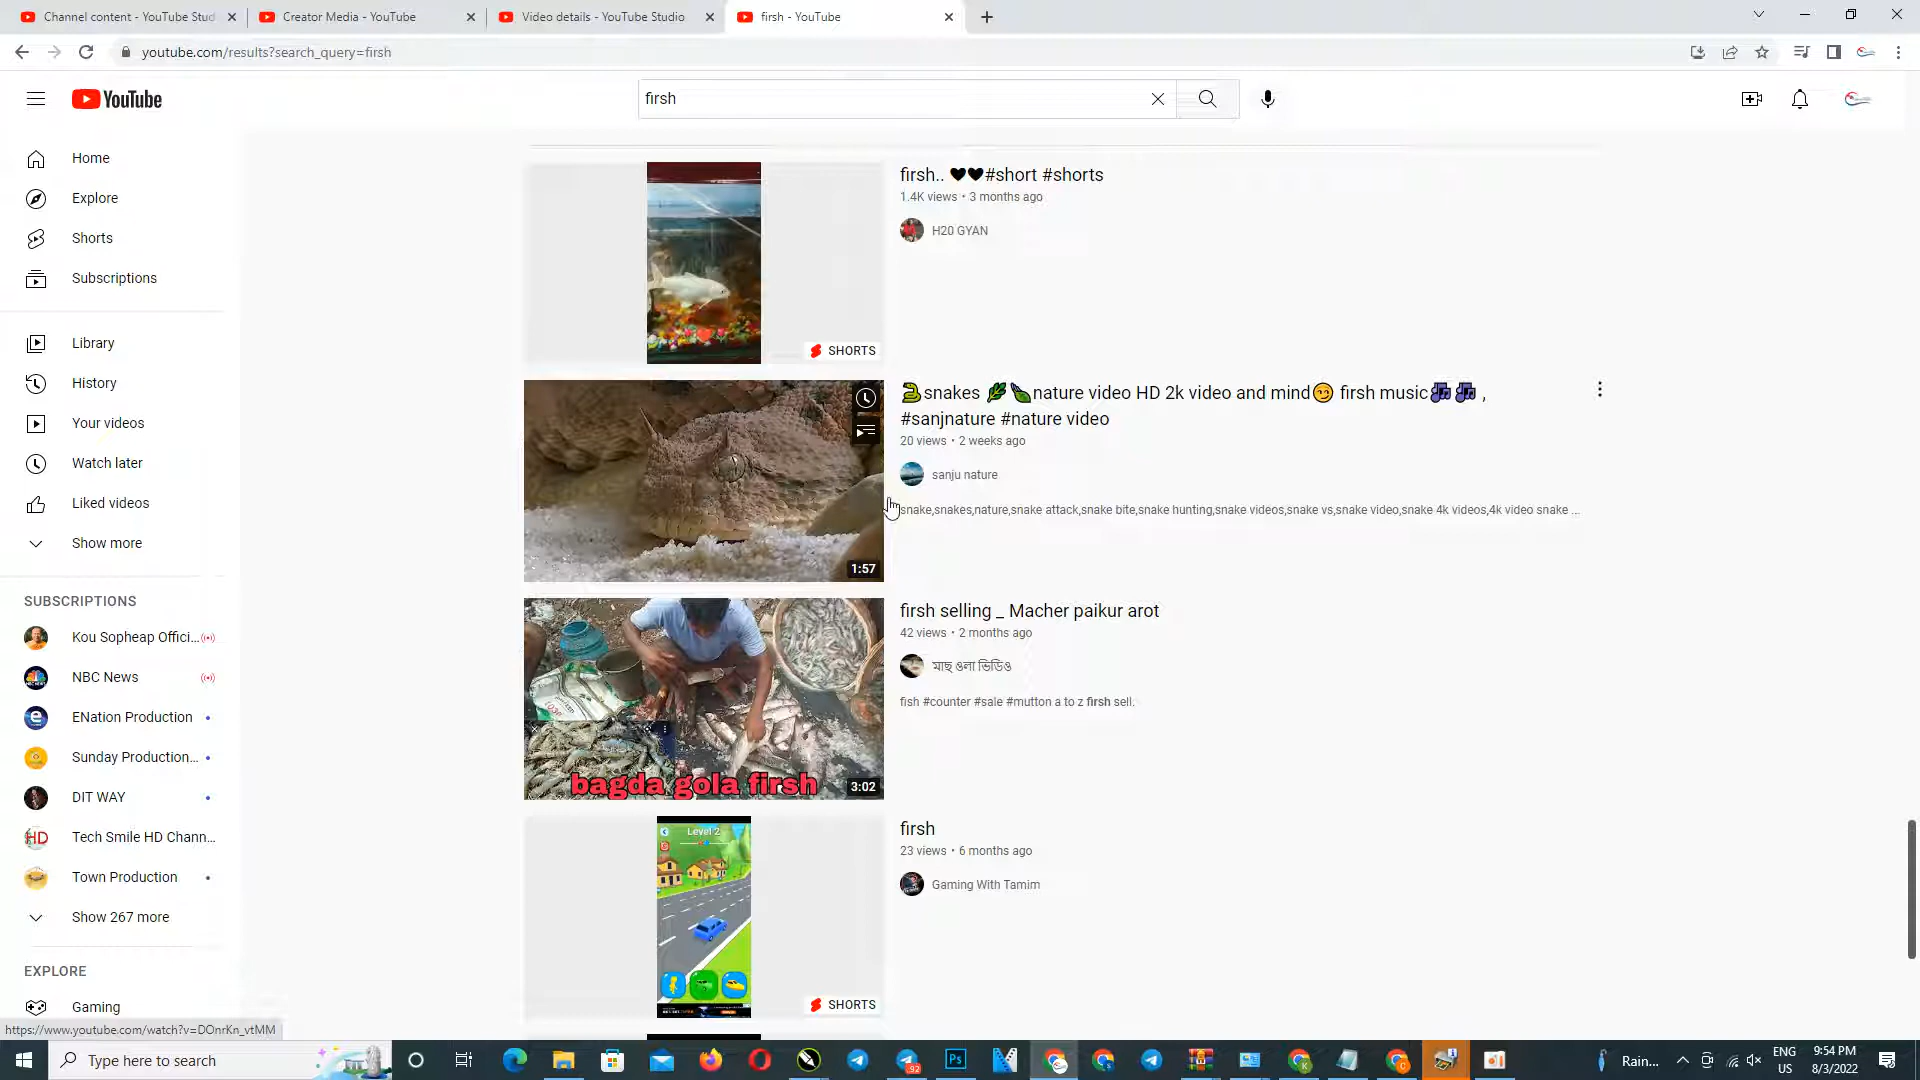 Channel content - YouTube Stud
Creator Media - YouTube
Video details - YouTube Studio
firsh - YouTube
youtube.com/results?search_query=firsh
YouTube
firsh
Home
Explore
Shorts
Subscriptions
Library
History
Your videos
Watch later
Liked videos
Show more
SUBSCRIPTIONS
Kou Sopheap Offici...
NBC News
ENation Production
Sunday Production...
DIT WAY
Tech Smile HD Chann...
Town Production
Show 267 more
EXPLORE
Gaming
https://www.youtube.com/watch?v=DOnrKn_vtMM
firsh.. 🖤🖤#short #shorts
1.4K views • 3 months ago
H20 GYAN
SHORTS
🐍snakes 🌿🍃nature video HD 2k video and mind😏 firsh music🎶🎶 ,
#sanjnature #nature video
20 views • 2 weeks ago
sanju nature
snake,snakes,nature,snake attack,snake bite,snake hunting,snake videos,snake vs,snake video,snake 4k videos,4k video snake ...
1:57
firsh selling _ Macher paikur arot
42 views • 2 months ago
মাছ ওলা ভিডিও
fish #counter #sale #mutton a to z firsh sell.
bagda gola firsh
3:02
firsh
23 views • 6 months ago
Gaming With Tamim
Level 2
SHORTS
Type here to search
92
Ps
Rain...
ENG
US
9:54 PM
8/3/2022